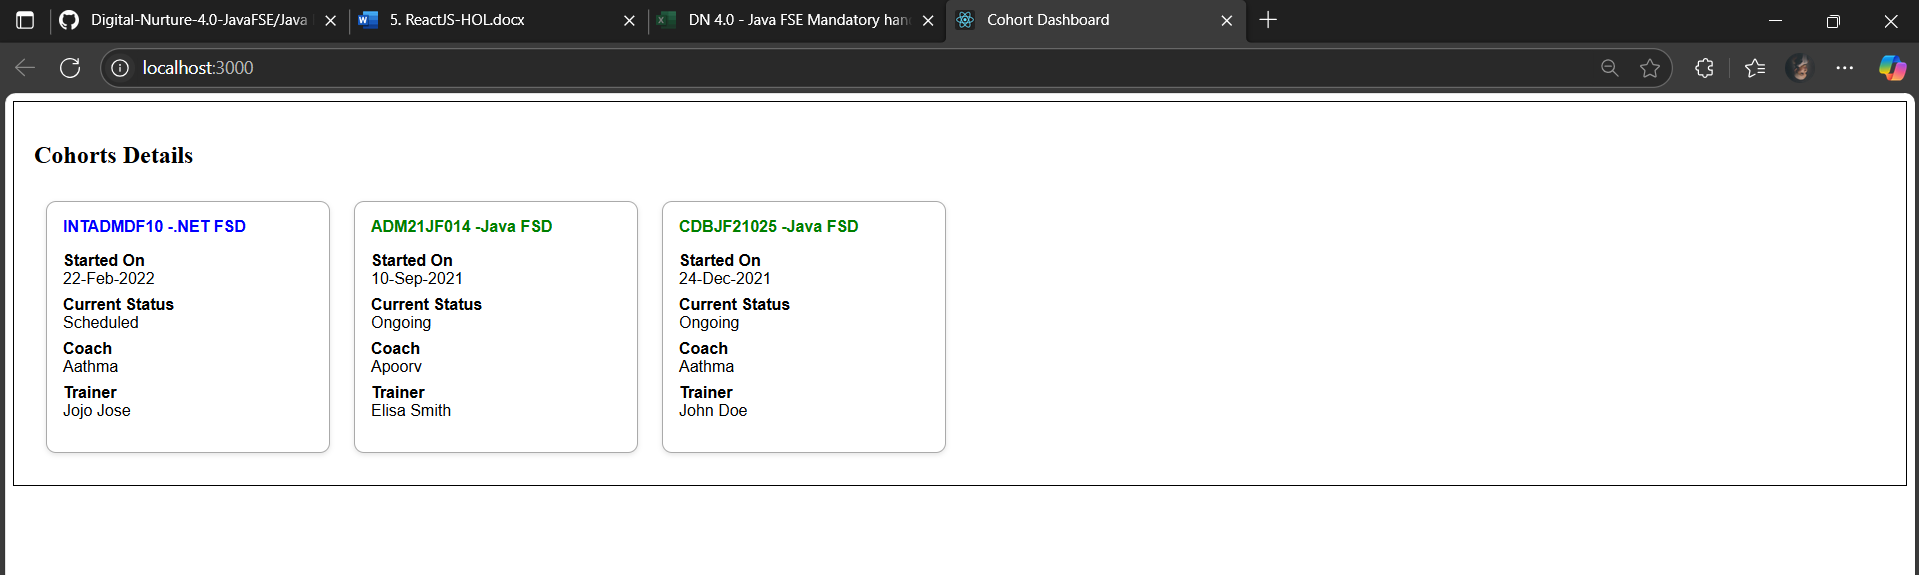 Digital-Nurture-4.0-JavaFSE/Java
5. ReactJS-HOL.docx
DN 4.0 - Java FSE Mandatory han
Cohort Dashboard
localhost:3000
Cohorts Details
INTADMDF10 -.NET FSD
Started On
22-Feb-2022
Current Status
Scheduled
Coach
Aathma
Trainer
Jojo Jose
ADM21JF014 -Java FSD
Started On
10-Sep-2021
Current Status
Ongoing
Coach
Apoorv
Trainer
Elisa Smith
CDBJF21025 -Java FSD
Started On
24-Dec-2021
Current Status
Ongoing
Coach
Aathma
Trainer
John Doe